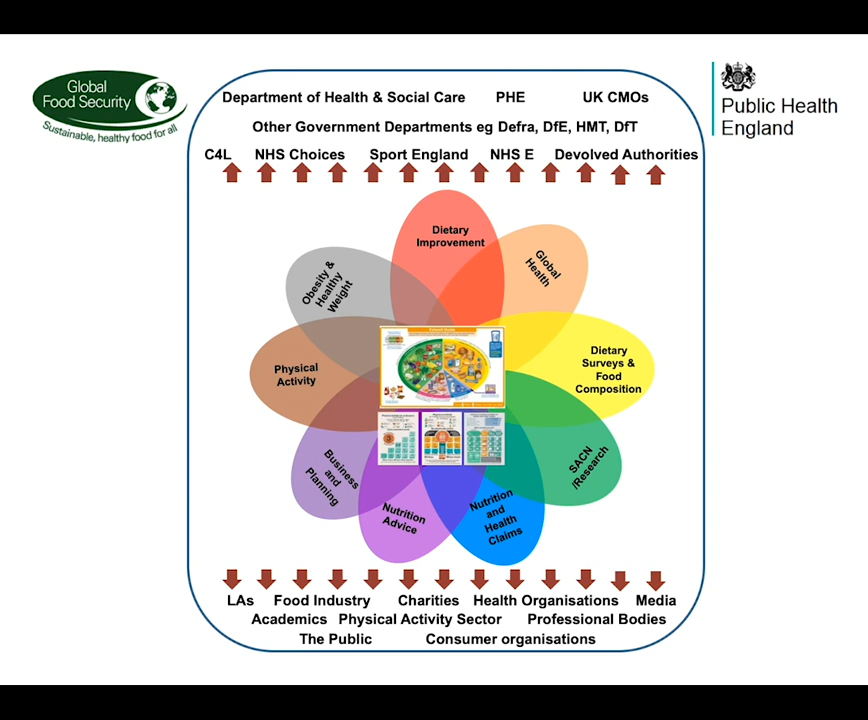 Global
Food Security
Sustainable, healthy food for all
Public Health
England
Department of Health & Social Care PHE UK CMOs
Other Government Departments eg Defra, DfE, HMT, DfT
C4L NHS Choices Sport England NHS E Devolved Authorities
Dietary
Improvement
Global
Health
Obesity &
Healthy
Weight
Physical
Activity
Dietary
Surveys &
Food
Composition
Business
and
Planning
SACN
/Research
Nutrition
Advice
Nutrition
and
Health
Claims
LAs Food Industry Charities Health Organisations Media
Academics Physical Activity Sector Professional Bodies
The Public Consumer organisations